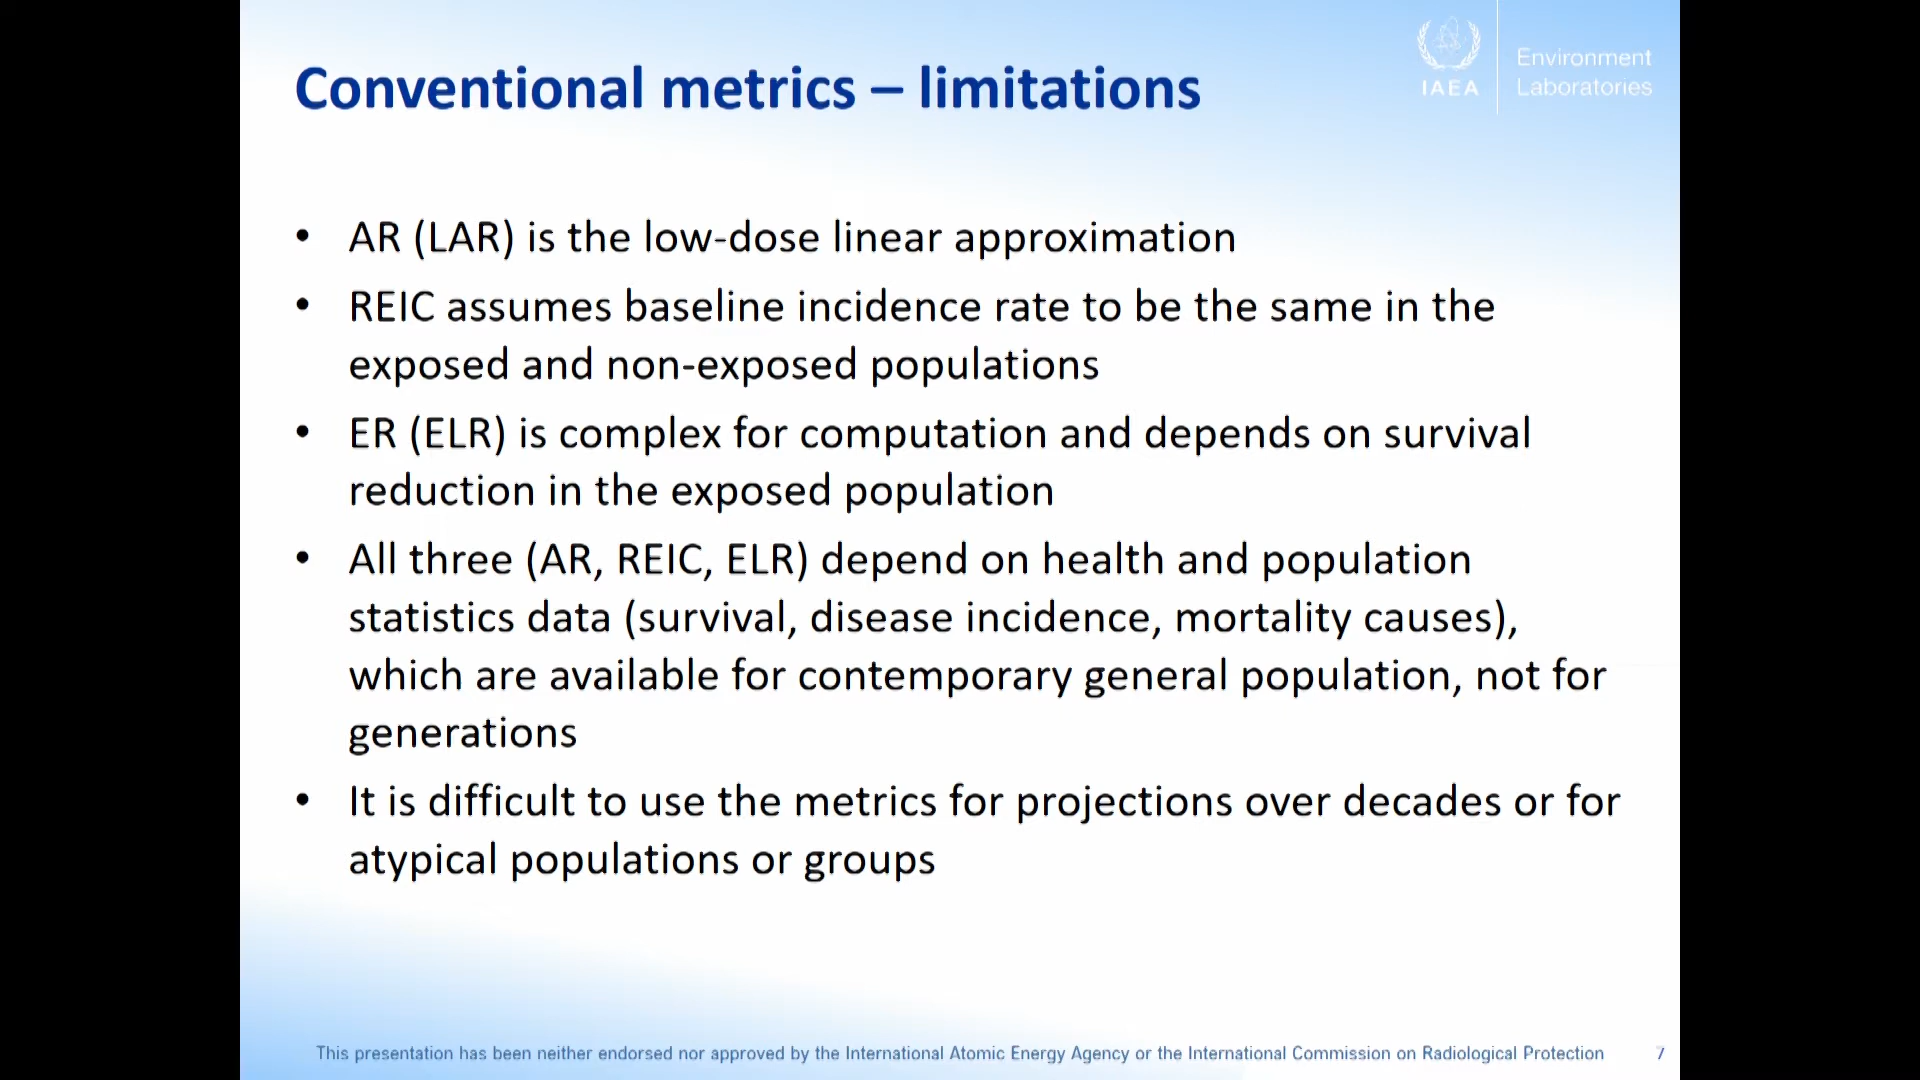 Conventional metrics – limitations
IAEA
Environment
Laboratories
• AR (LAR) is the low-dose linear approximation
• REIC assumes baseline incidence rate to be the same in the
exposed and non-exposed populations
• ER (ELR) is complex for computation and depends on survival
reduction in the exposed population
• All three (AR, REIC, ELR) depend on health and population
statistics data (survival, disease incidence, mortality causes),
which are available for contemporary general population, not for
generations
• It is difficult to use the metrics for projections over decades or for
atypical populations or groups
This presentation has been neither endorsed nor approved by the International Atomic Energy Agency or the International Commission on Radiological Protection
7